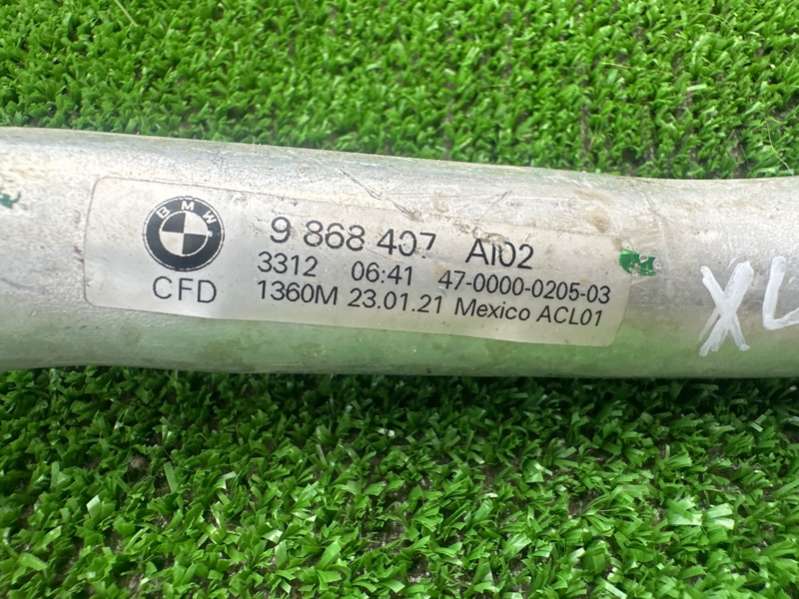 BMW
9 868 407 AI02
3312 06:41 47-0000-0205-03
CFD 1360M 23.01.21 Mexico ACL01